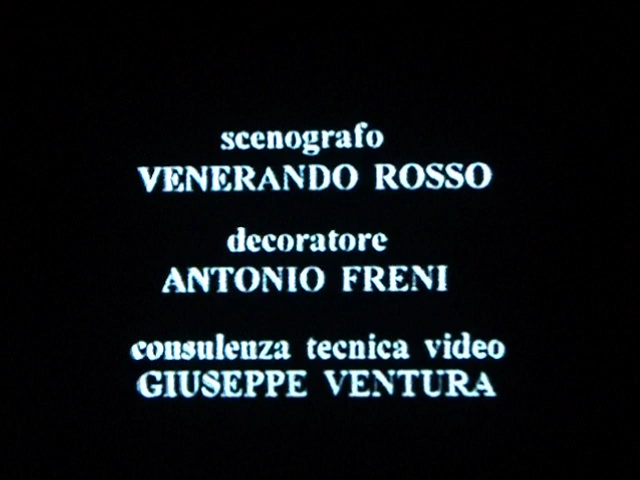 scenografo
VENERANDO ROSSO
decoratore
ANTONIO FRENI
consulenza tecnica video
GIUSEPPE VENTURA